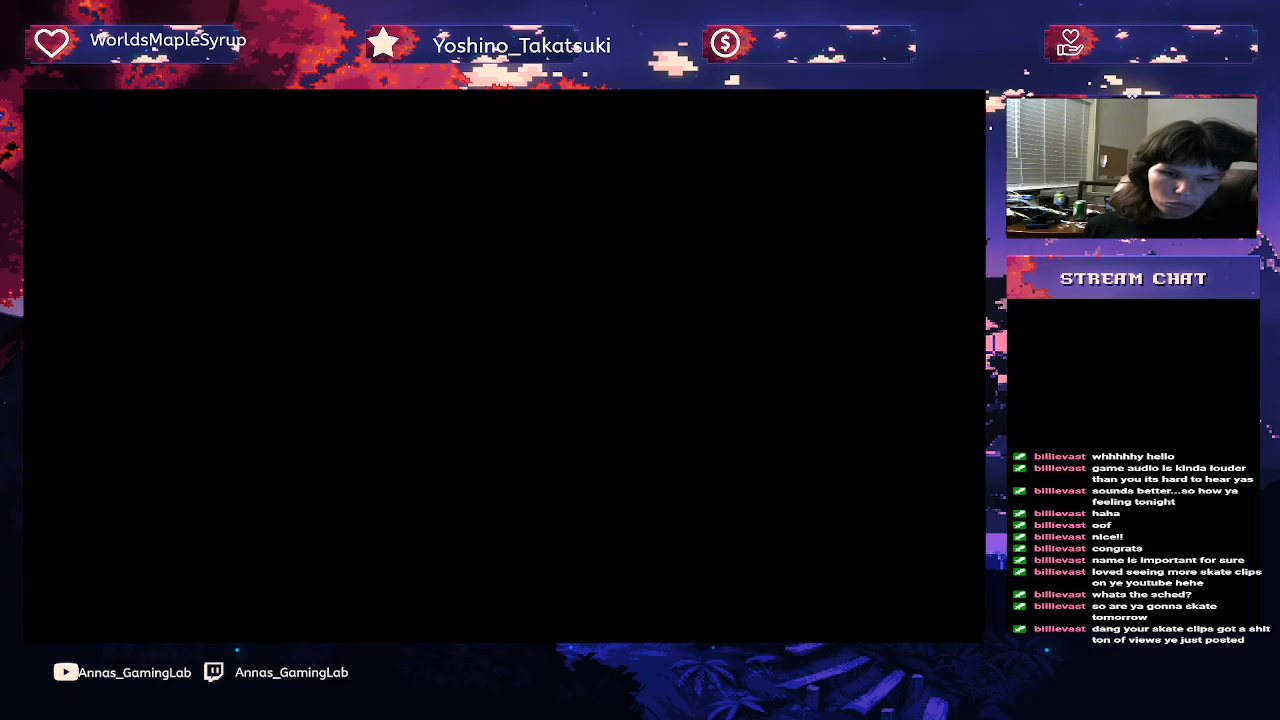 WorldsMapleSyrup
Yoshino_Takatsuki
STREAM CHAT
billievast whhhhhy hello
billievast game audio is kinda louder
than you its hard to hear yas
billievast sounds better...so how ya
feeling tonight
billievast haha
billievast oof
billievast nice!!
billievast congrats
billievast name is important for sure
billievast loved seeing more skate clips
on ye youtube hehe
billievast whats the sched?
billievast so are ya gonna skate
tomorrow
billievast dang your skate clips got a shit
ton of views ye just posted
Annas_GamingLab
Annas_GamingLab